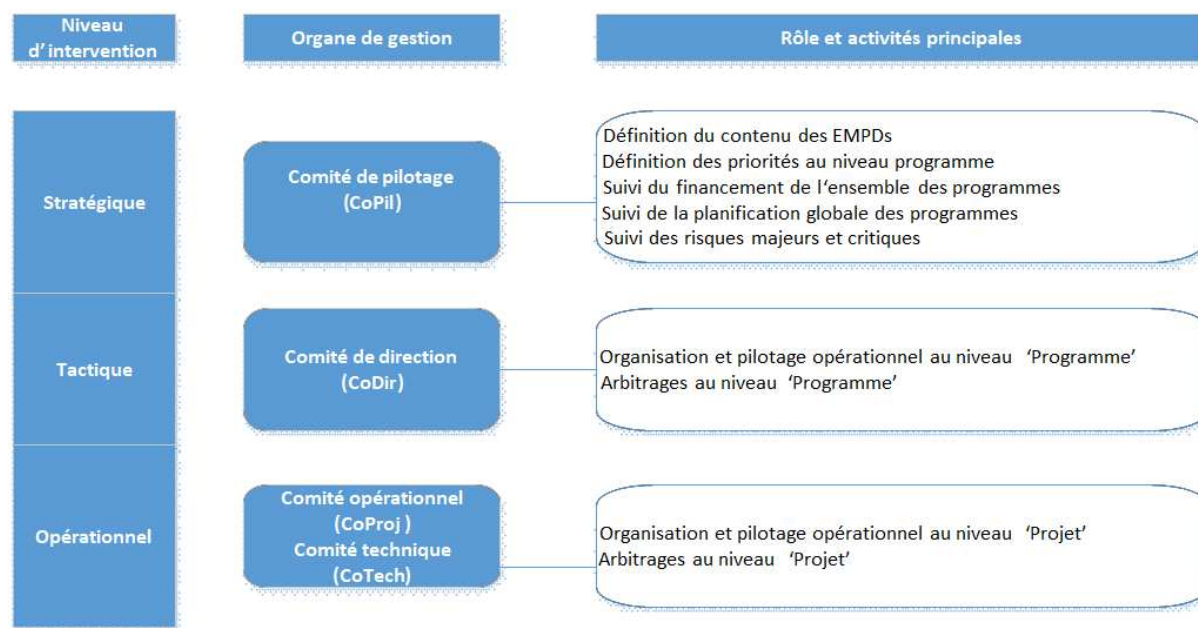 Niveau
d'intervention
Organe de gestion
Rôle et activités principales
Stratégique
Comité de pilotage
(CoPil)
Définition du contenu des EMPDs
Définition des priorités au niveau programme
Suivi du financement de l'ensemble des programmes
Suivi de la planification globale des programmes
Suivi des risques majeurs et critiques
Tactique
Comité de direction
(CoDir)
Organisation et pilotage opérationnel au niveau 'Programme'
Arbitrages au niveau 'Programme'
Opérationnel
Comité opérationnel
(CoProj )
Comité technique
(CoTech)
Organisation et pilotage opérationnel au niveau 'Projet'
Arbitrages au niveau 'Projet'